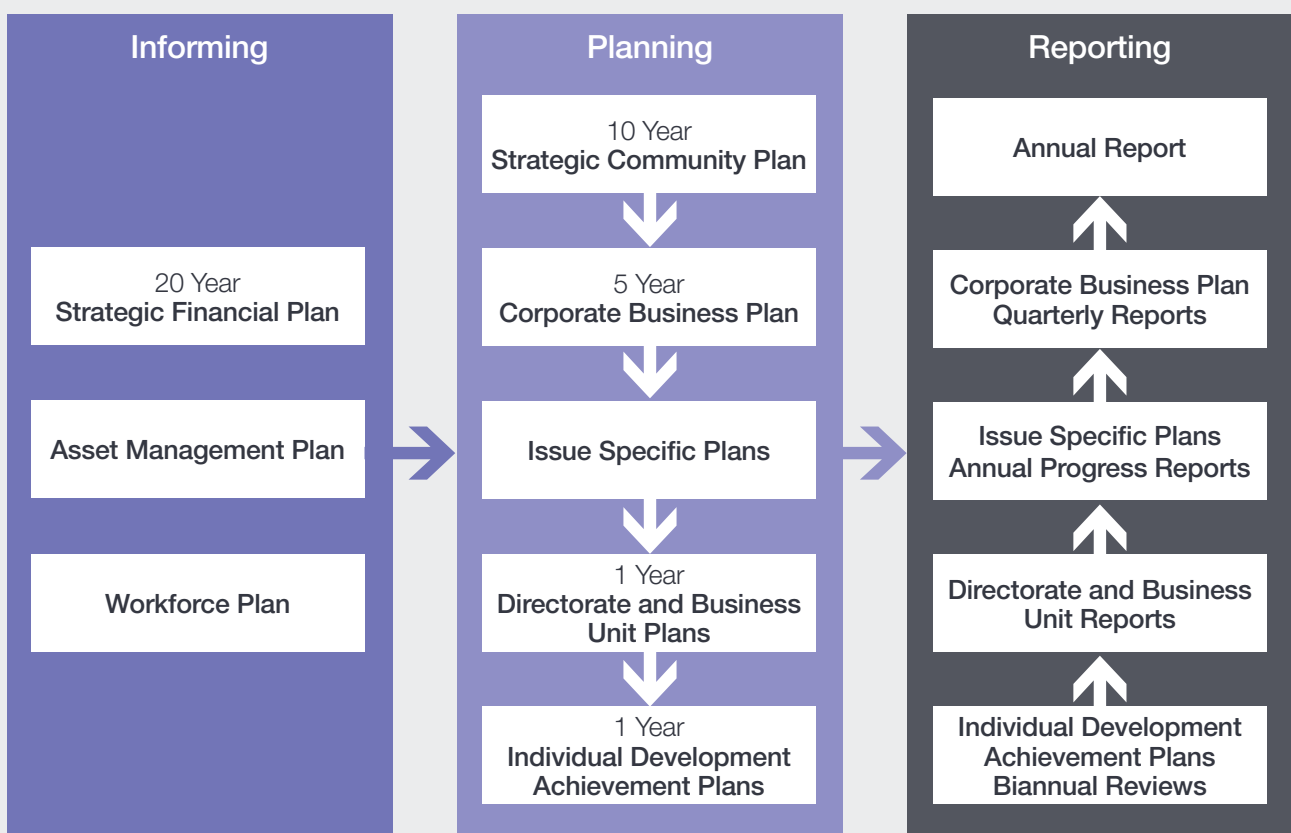 Informing
20 Year
Strategic Financial Plan
Asset Management Plan
Workforce Plan
Planning
10 Year
Strategic Community Plan
5 Year
Corporate Business Plan
Issue Specific Plans
1 Year
Directorate and Business
Unit Plans
1 Year
Individual Development
Achievement Plans
Reporting
Annual Report
Corporate Business Plan
Quarterly Reports
Issue Specific Plans
Annual Progress Reports
Directorate and Business
Unit Reports
Individual Development
Achievement Plans
Biannual Reviews